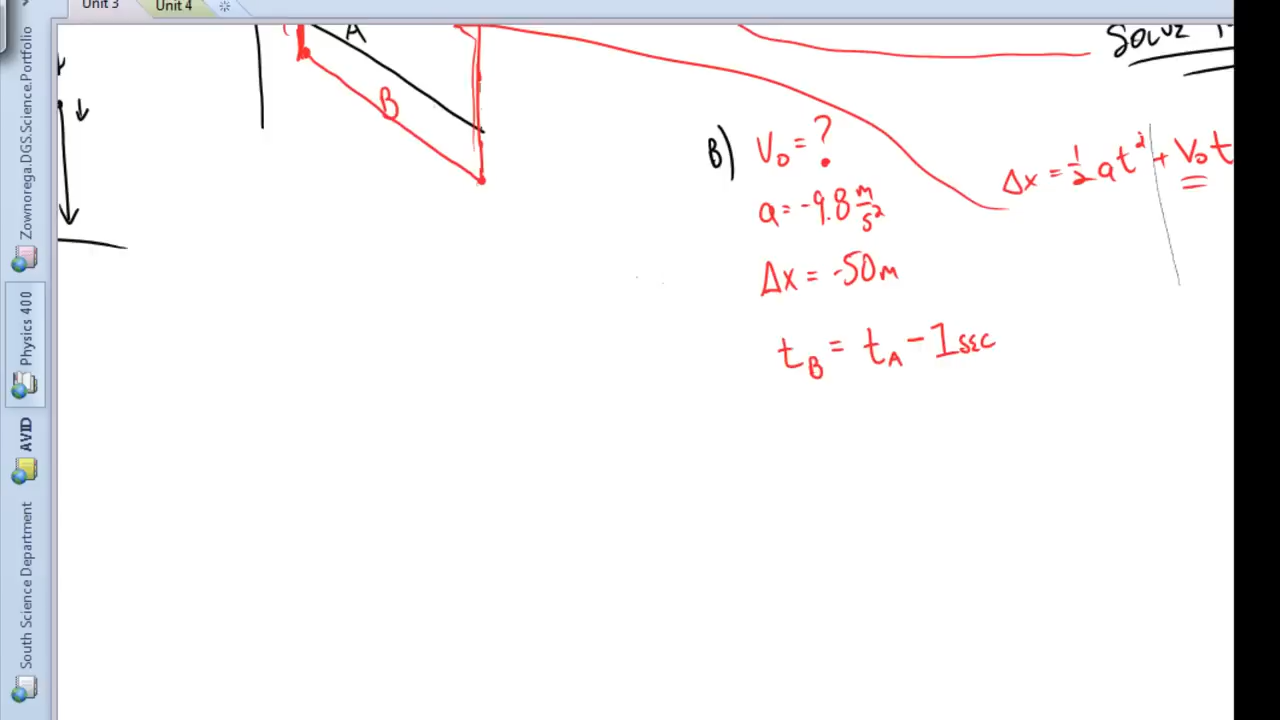 Unit 3
Unit 4
Zownorega.DGS.Science.Portfolio
Physics 400
AVID
South Science Department
A
B
Solve
B) V₀ = ?
a = -9.8 m/s²
Δx = -50m
t_B = t_A - 1sec
Δx = ½at² + V₀t